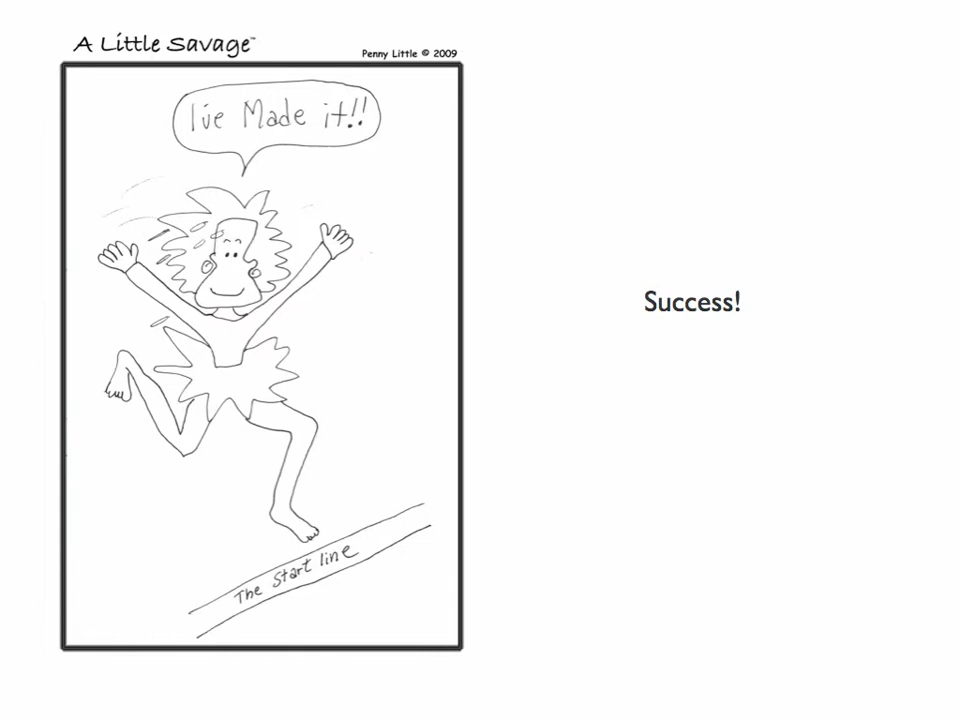 A Little Savage™
Penny Little © 2009
I've Made it!!
Success!
The Start line